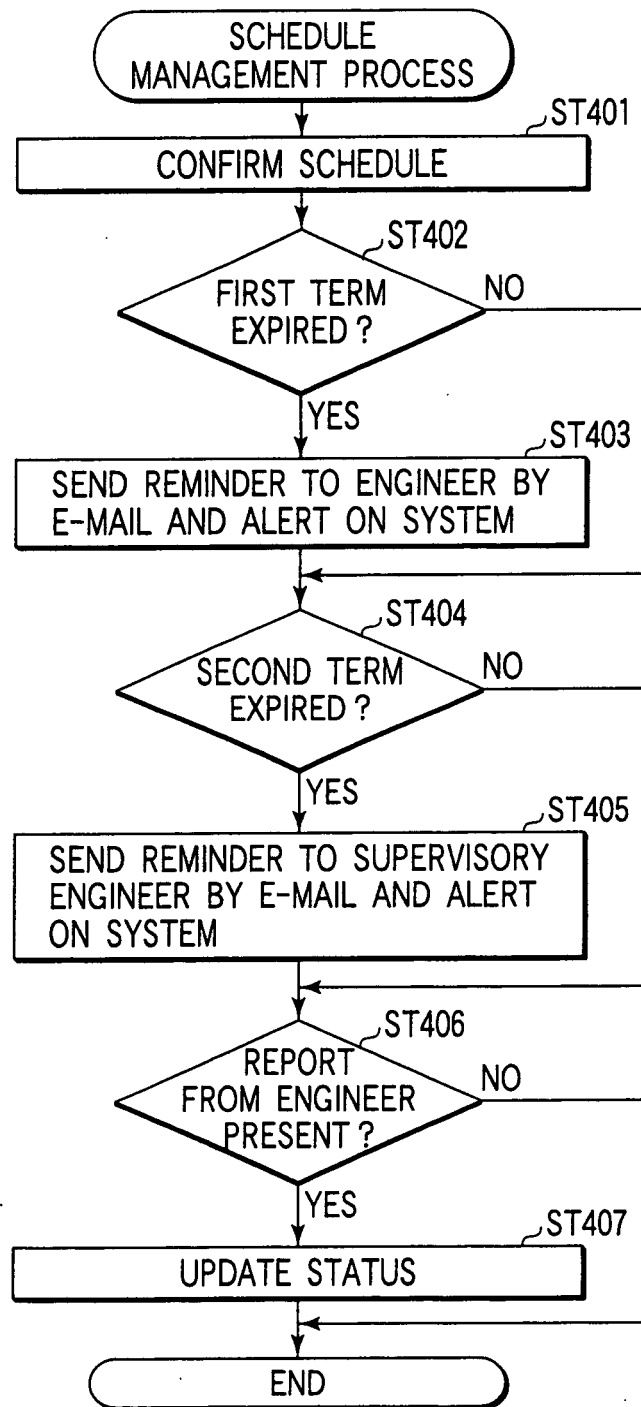 SCHEDULE
MANAGEMENT PROCESS
ST401
CONFIRM SCHEDULE
ST402
FIRST TERM
EXPIRED?
NO
YES
ST403
SEND REMINDER TO ENGINEER BY
E-MAIL AND ALERT ON SYSTEM
ST404
SECOND TERM
EXPIRED?
NO
YES
ST405
SEND REMINDER TO SUPERVISORY
ENGINEER BY E-MAIL AND ALERT
ON SYSTEM
ST406
REPORT
FROM ENGINEER
PRESENT?
NO
YES
ST407
UPDATE STATUS
END